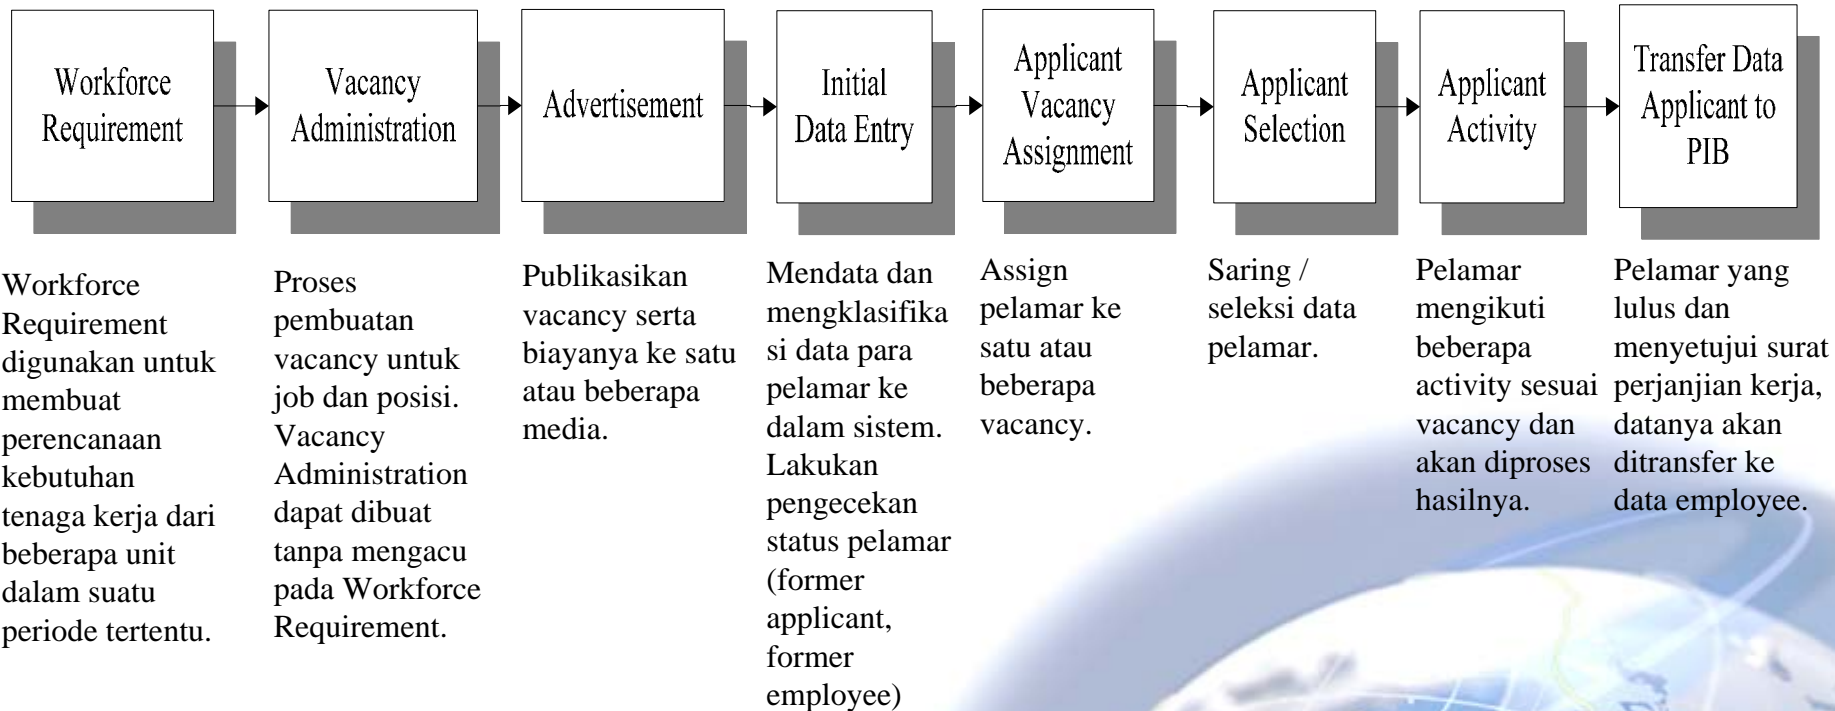 Workforce
Requirement
Vacancy
Administration
Advertisement
Initial
Data Entry
Applicant
Vacancy
Assignment
Applicant
Selection
Applicant
Activity
Transfer Data
Applicant to
PIB
Workforce
Requirement
digunakan untuk
membuat
perencanaan
kebutuhan
tenaga kerja dari
beberapa unit
dalam suatu
periode tertentu.
Proses
pembuatan
vacancy untuk
job dan posisi.
Vacancy
Administration
dapat dibuat
tanpa mengacu
pada Workforce
Requirement.
Publikasikan
vacancy serta
biayanya ke satu
atau beberapa
media.
Mendata dan
mengklasifika
si data para
pelamar ke
dalam sistem.
Lakukan
pengecekan
status pelamar
(former
applicant,
former
employee)
Assign
pelamar ke
satu atau
beberapa
vacancy.
Saring /
seleksi data
pelamar.
Pelamar
mengikuti
beberapa
activity sesuai
vacancy dan
akan diproses
hasilnya.
Pelamar yang
lulus dan
menyetujui surat
perjanjian kerja,
datanya akan
ditransfer ke
data employee.